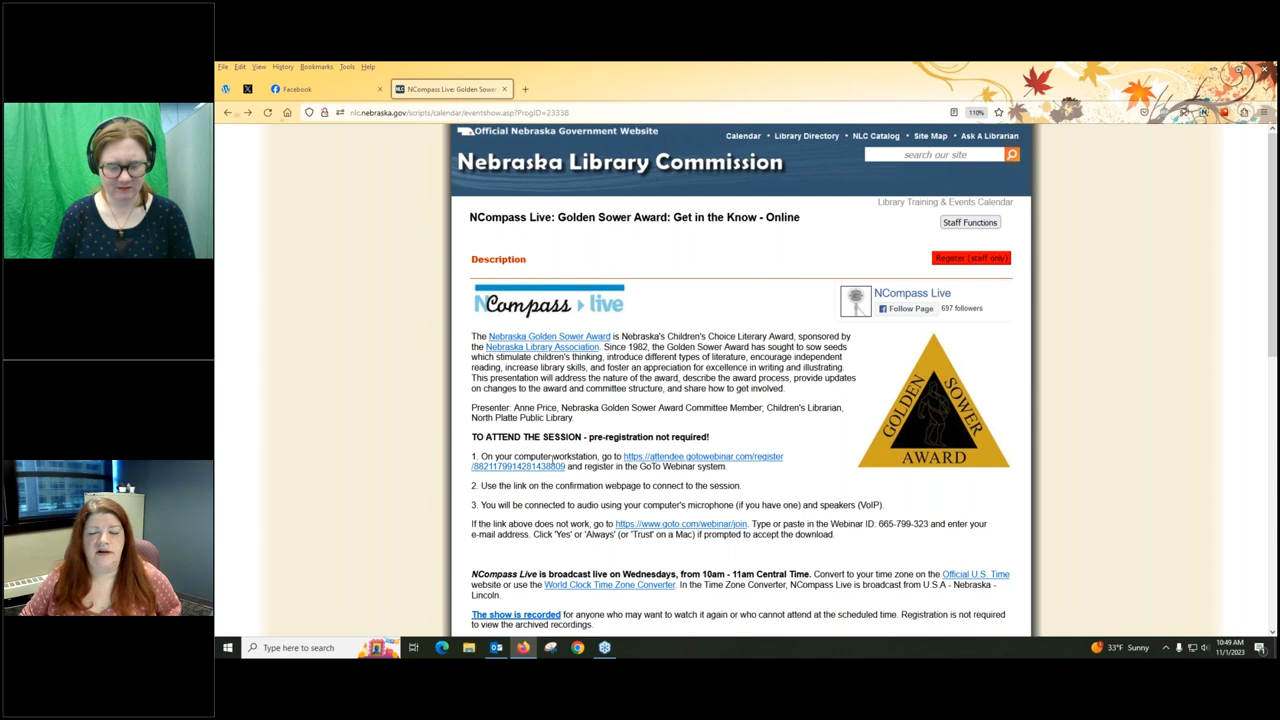 File Edit View History Bookmarks Tools Help
Facebook × NLC NCompass Live: Golden Sower × +
nlc.nebraska.gov/scripts/calendar/eventshow.asp?ProgID=23338 110%
Official Nebraska Government Website
Calendar • Library Directory • NLC Catalog • Site Map • Ask A Librarian
Nebraska Library Commission
search our site
Library Training & Events Calendar
NCompass Live: Golden Sower Award: Get in the Know - Online
Staff Functions
Description
Register (staff only)
NCompass live
NCompass Live
Follow Page 697 followers
The Nebraska Golden Sower Award is Nebraska's Children's Choice Literary Award, sponsored by
the Nebraska Library Association. Since 1982, the Golden Sower Award has sought to sow seeds
which stimulate children's thinking, introduce different types of literature, encourage independent
reading, increase library skills, and foster an appreciation for excellence in writing and illustrating.
This presentation will address the nature of the award, describe the award process, provide updates
on changes to the award and committee structure, and share how to get involved.
GOLDEN SOWER
AWARD
Presenter: Anne Price, Nebraska Golden Sower Award Committee Member; Children's Librarian,
North Platte Public Library.
TO ATTEND THE SESSION - pre-registration not required!
1. On your computer/workstation, go to https://attendee.gotowebinar.com/register
/8821179914281438809 and register in the GoTo Webinar system.
2. Use the link on the confirmation webpage to connect to the session.
3. You will be connected to audio using your computer's microphone (if you have one) and speakers (VoIP).
If the link above does not work, go to https://www.goto.com/webinar/join. Type or paste in the Webinar ID: 665-799-323 and enter your
e-mail address. Click 'Yes' or 'Always' (or 'Trust' on a Mac) if prompted to accept the download.
NCompass Live is broadcast live on Wednesdays, from 10am - 11am Central Time. Convert to your time zone on the Official U.S. Time
website or use the World Clock Time Zone Converter. In the Time Zone Converter, NCompass Live is broadcast from U.S.A - Nebraska -
Lincoln.
The show is recorded for anyone who may want to watch it again or who cannot attend at the scheduled time. Registration is not required
to view the archived recordings.
Type here to search
33°F Sunny
10:49 AM
11/1/2023